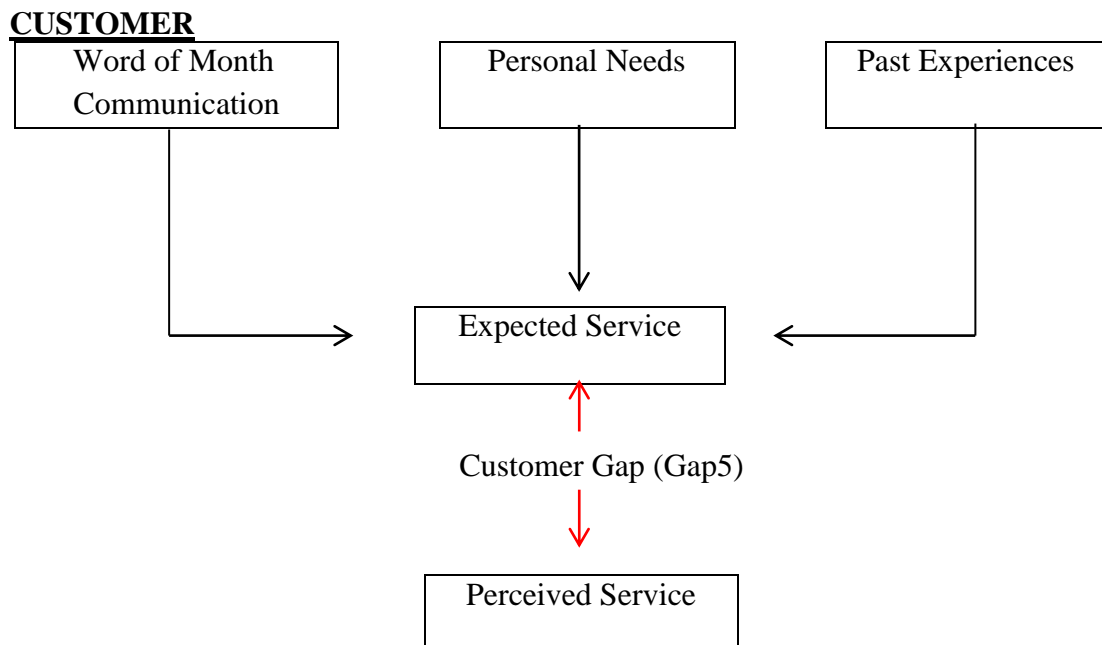 CUSTOMER
Word of Month
Communication
Personal Needs
Past Experiences
Expected Service
Customer Gap (Gap5)
Perceived Service